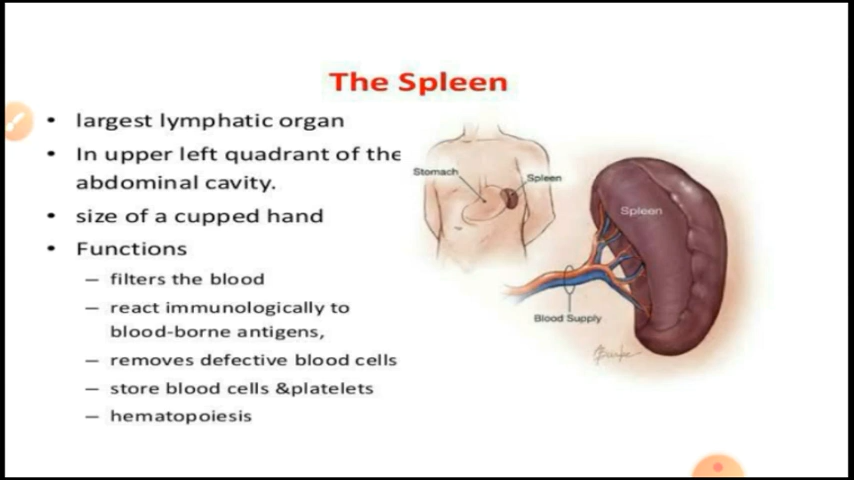 The Spleen
• largest lymphatic organ
• In upper left quadrant of the
abdominal cavity.
• size of a cupped hand
• Functions
– filters the blood
– react immunologically to
blood-borne antigens,
– removes defective blood cells
– store blood cells &platelets
– hematopoiesis
Stomach
Spleen
Spleen
Blood Supply